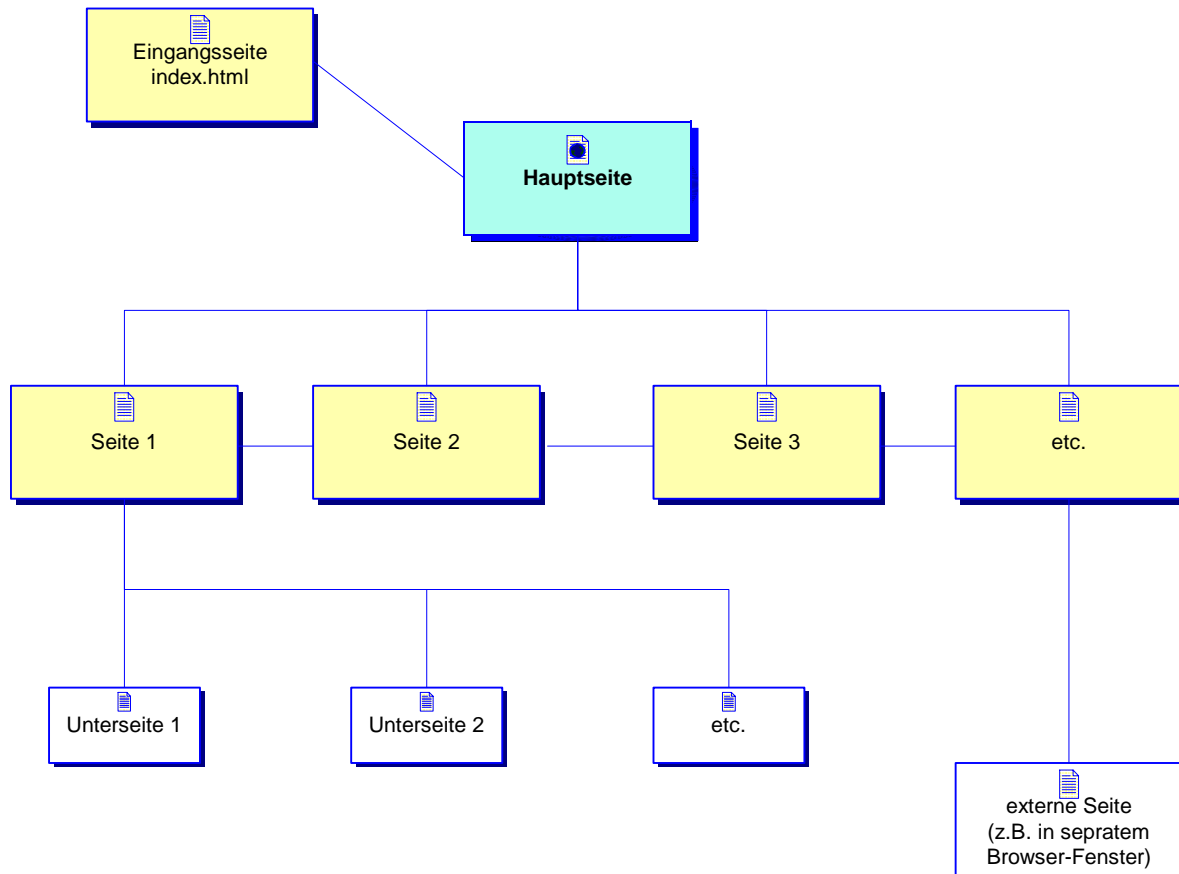 Eingangsseite
index.html
Hauptseite
Seite 1
Seite 2
Seite 3
etc.
Unterseite 1
Unterseite 2
etc.
externe Seite
(z.B. in sepratem
Browser-Fenster)